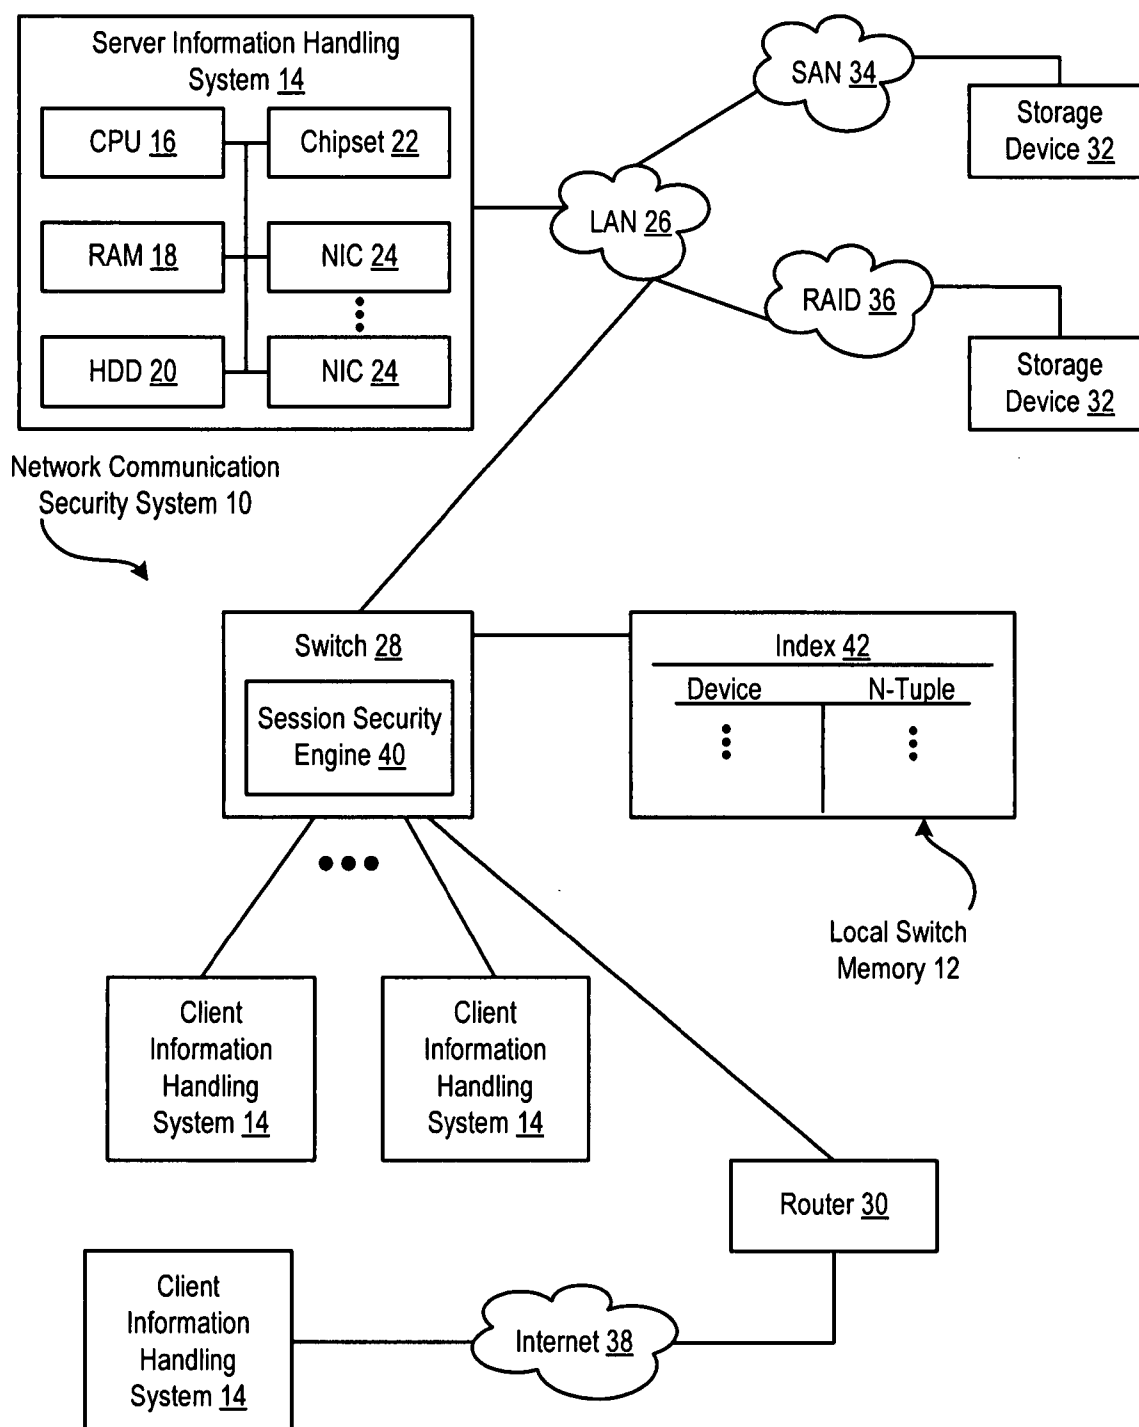 Server Information Handling
System 14
CPU 16
Chipset 22
RAM 18
NIC 24
HDD 20
NIC 24
SAN 34
Storage
Device 32
LAN 26
RAID 36
Storage
Device 32
Network Communication
Security System 10
Switch 28
Session Security
Engine 40
Index 42
Device
N-Tuple
Local Switch
Memory 12
Client
Information
Handling
System 14
Client
Information
Handling
System 14
Router 30
Client
Information
Handling
System 14
Internet 38